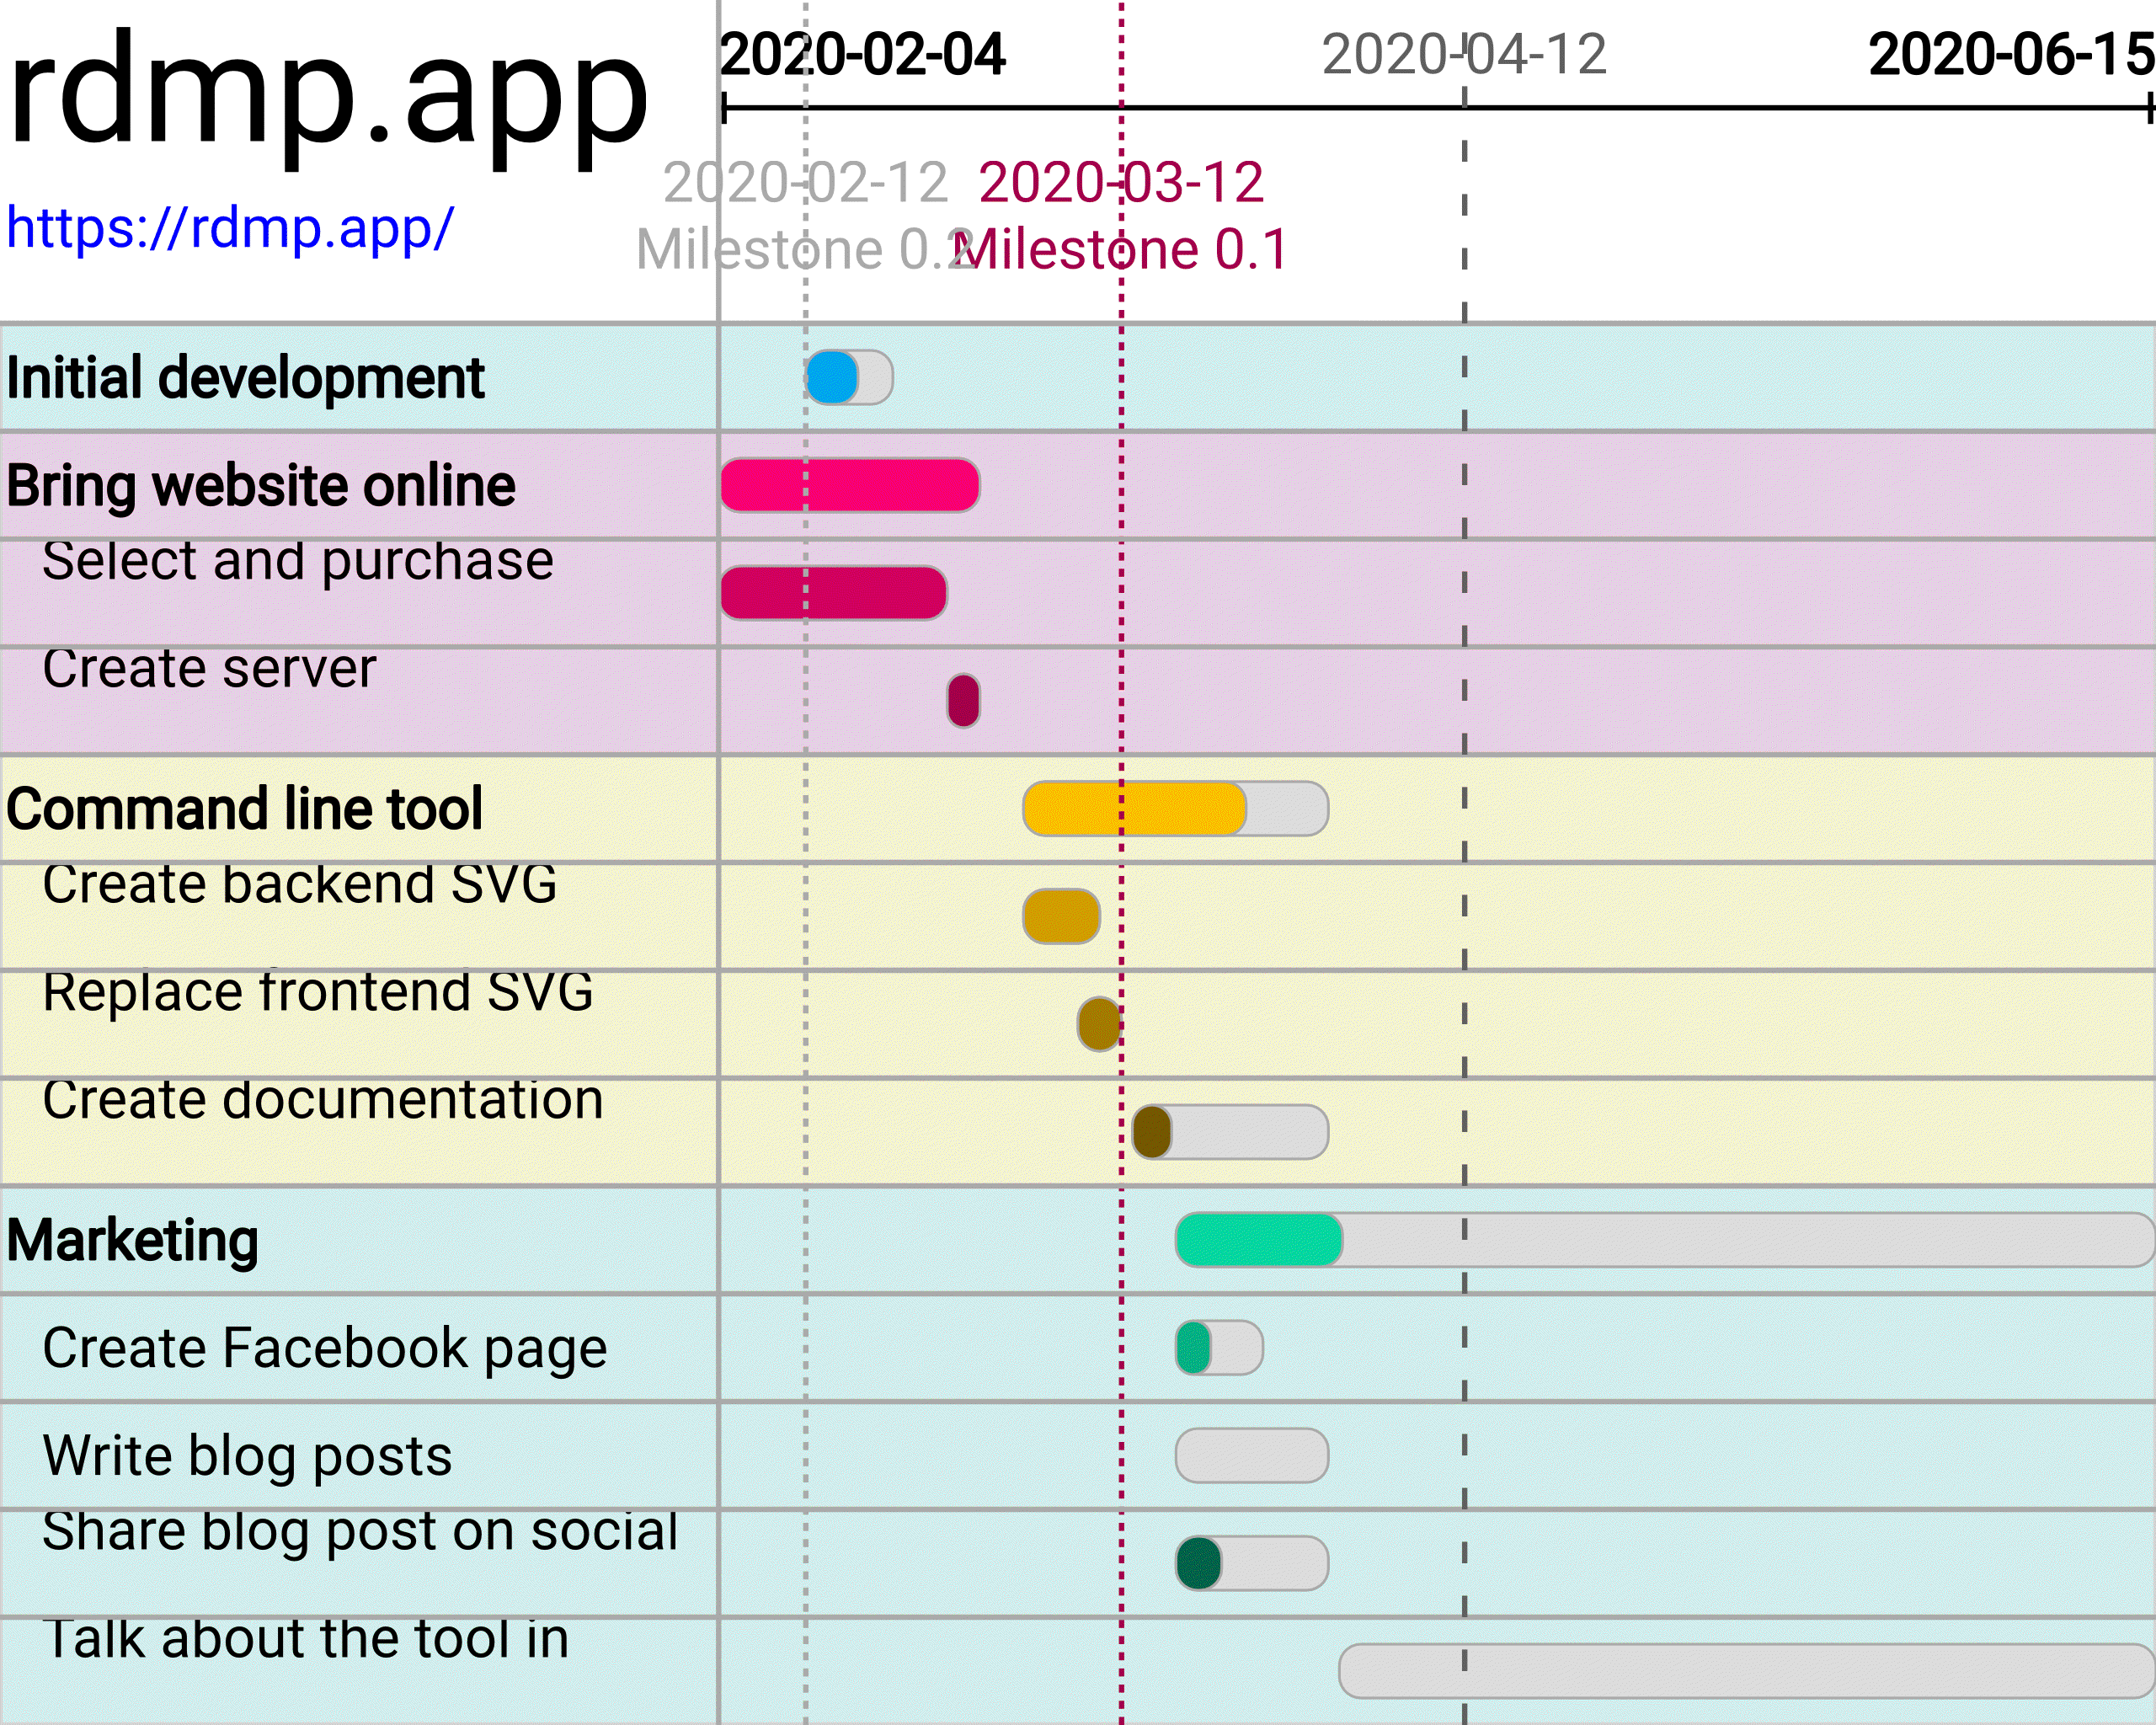 rdmp.app
https://rdmp.app/
2020-02-04
2020-04-12
2020-06-15
2020-02-12
2020-03-12
Milestone 0.2
Milestone 0.1
Initial development
Bring website online
Select and purchase
Create server
Command line tool
Create backend SVG
Replace frontend SVG
Create documentation
Marketing
Create Facebook page
Write blog posts
Share blog post on social
Talk about the tool in